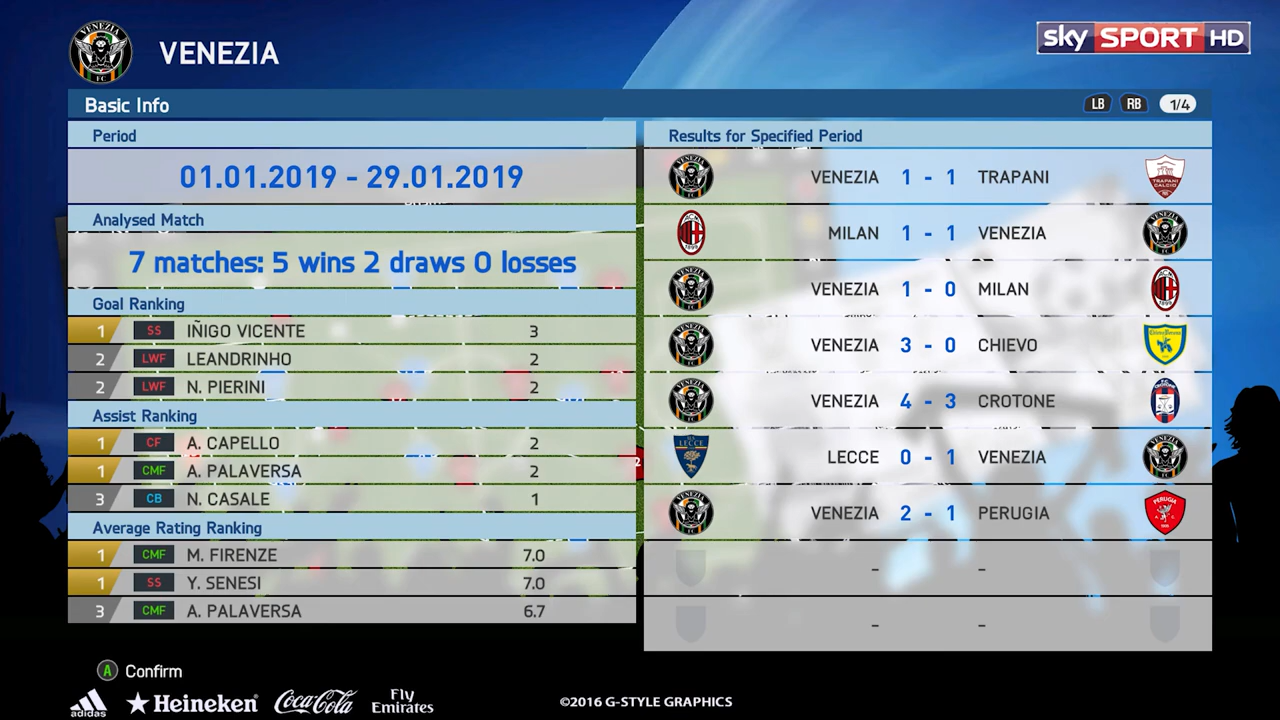 VENEZIA
FC
VENEZIA
sky SPORT HD
Basic Info
LB RB 1/4
Period
01.01.2019 - 29.01.2019
Analysed Match
7 matches: 5 wins 2 draws 0 losses
Goal Ranking
1 SS IÑIGO VICENTE 3
2 LWF LEANDRINHO 2
2 LWF N. PIERINI 2
Assist Ranking
1 CF A. CAPELLO 2
1 CMF A. PALAVERSA 2
3 CB N. CASALE 1
Average Rating Ranking
1 CMF M. FIRENZE 7.0
1 SS Y. SENESI 7.0
3 CMF A. PALAVERSA 6.7
Results for Specified Period
VENEZIA 1 - 1 TRAPANI
MILAN 1 - 1 VENEZIA
VENEZIA 1 - 0 MILAN
VENEZIA 3 - 0 CHIEVO
VENEZIA 4 - 3 CROTONE
LECCE 0 - 1 VENEZIA
VENEZIA 2 - 1 PERUGIA
- -
- -
A Confirm
adidas Heineken Coca-Cola Fly Emirates
©2016 G-STYLE GRAPHICS